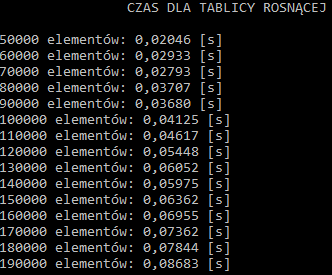 CZAS DLA TABLICY ROSNĄCEJ
50000 elementów: 0,02046 [s]
60000 elementów: 0,02933 [s]
70000 elementów: 0,02793 [s]
80000 elementów: 0,03707 [s]
90000 elementów: 0,03680 [s]
100000 elementów: 0,04125 [s]
110000 elementów: 0,04617 [s]
120000 elementów: 0,05448 [s]
130000 elementów: 0,06052 [s]
140000 elementów: 0,05975 [s]
150000 elementów: 0,06362 [s]
160000 elementów: 0,06955 [s]
170000 elementów: 0,07362 [s]
180000 elementów: 0,07844 [s]
190000 elementów: 0,08683 [s]